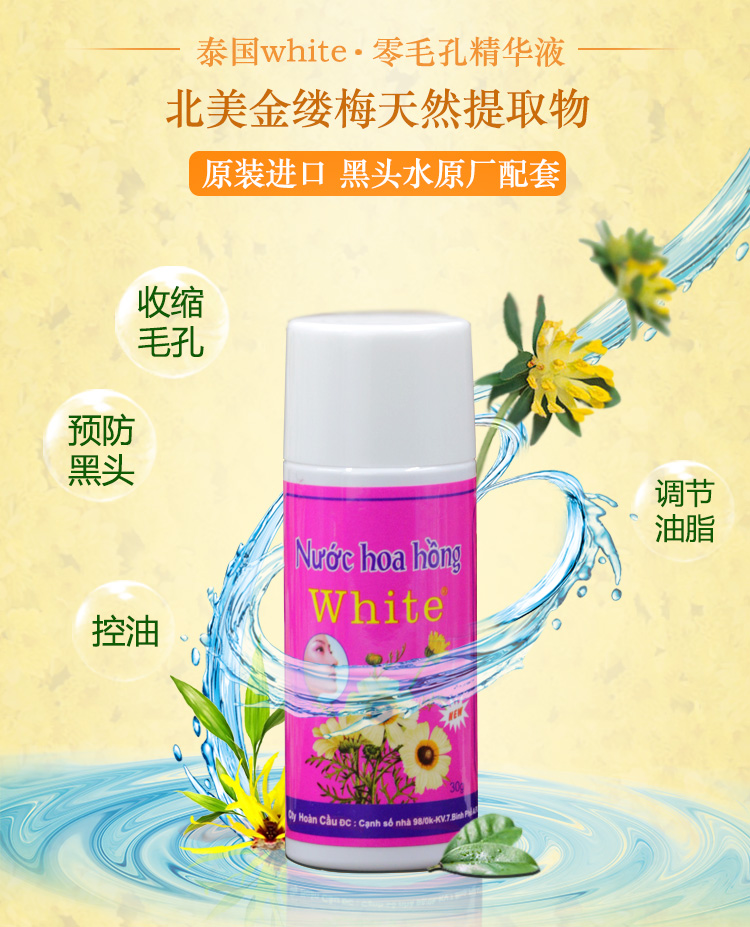 泰国white·零毛孔精华液
北美金缕梅天然提取物
原装进口 黑头水原厂配套
收缩
毛孔
预防
黑头
调节
油脂
控油
Nước hoa hồng
White
NEW
30g
Cty Hoàn Cầu ĐC : Cạnh số nhà 98/0k-KV.7.Bình